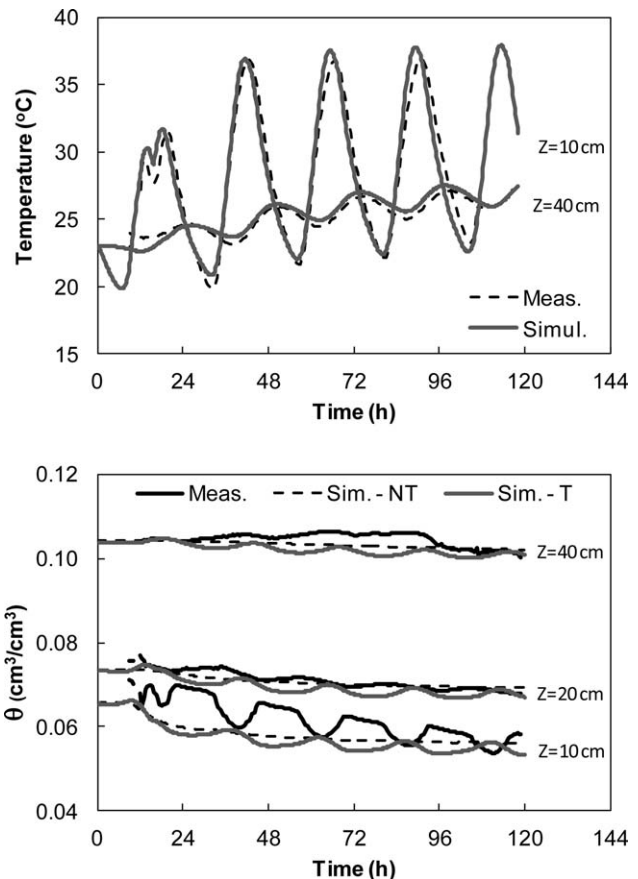 40
35
30
25
20
15
Temperature (°C)
Z=10 cm
Z=40 cm
Meas.
Simul.
0 24 48 72 96 120 144
Time (h)
0.12
0.10
0.08
0.06
0.04
θ (cm³/cm³)
Meas. Sim. - NT Sim. - T
Z=40 cm
Z=20 cm
Z=10 cm
0 24 48 72 96 120 144
Time (h)